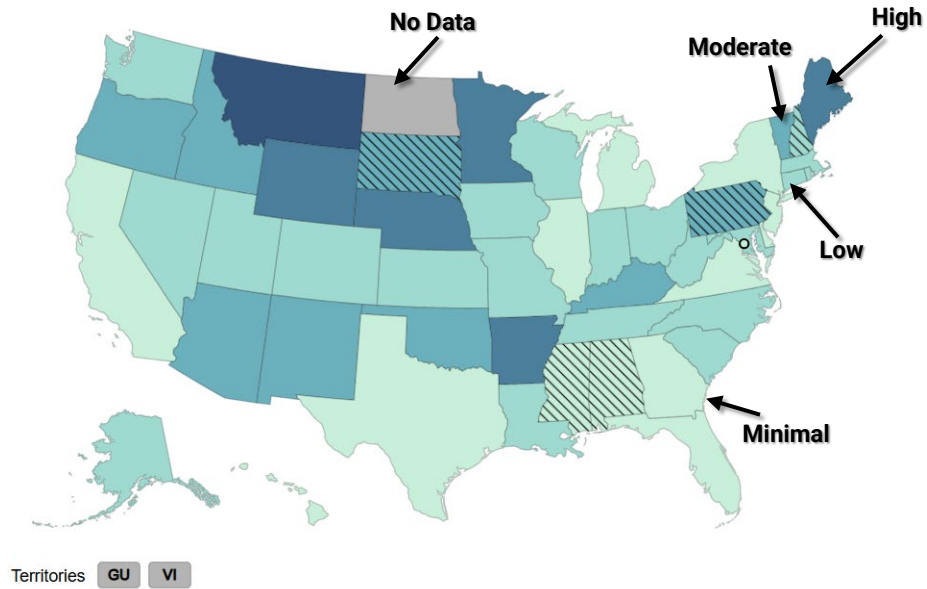 No Data
High
Moderate
Low
Minimal
Territories GU VI